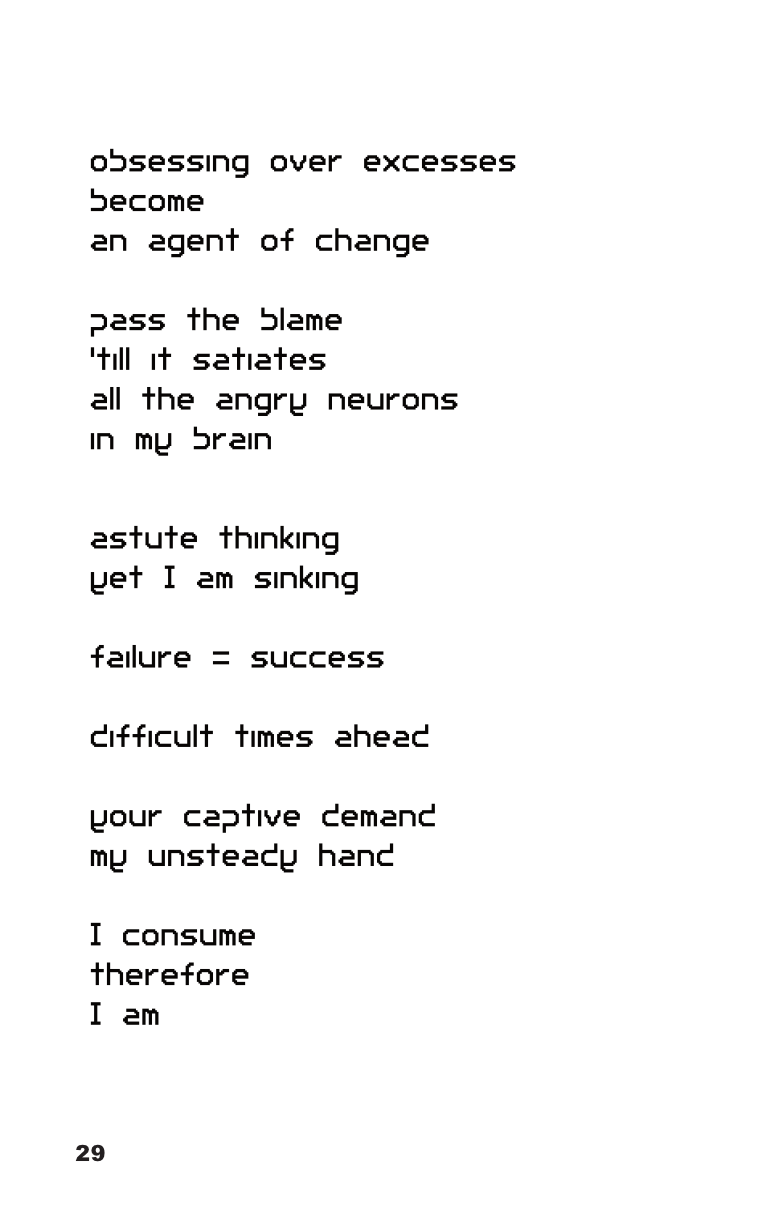 obsessing over excesses
become
an agent of change
pass the blame
'till it satiates
all the angry neurons
in my brain
astute thinking
yet I am sinking
failure = success
difficult times ahead
your captive demand
my unsteady hand
I consume
therefore
I am
29